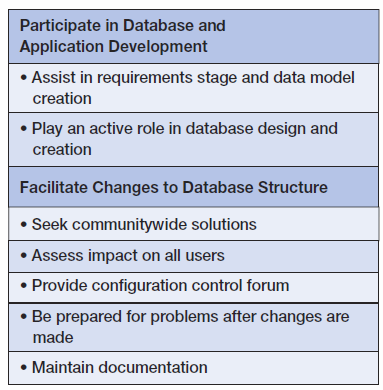 Participate in Database and
Application Development
• Assist in requirements stage and data model
creation
• Play an active role in database design and
creation
Facilitate Changes to Database Structure
• Seek communitywide solutions
• Assess impact on all users
• Provide configuration control forum
• Be prepared for problems after changes are
made
• Maintain documentation